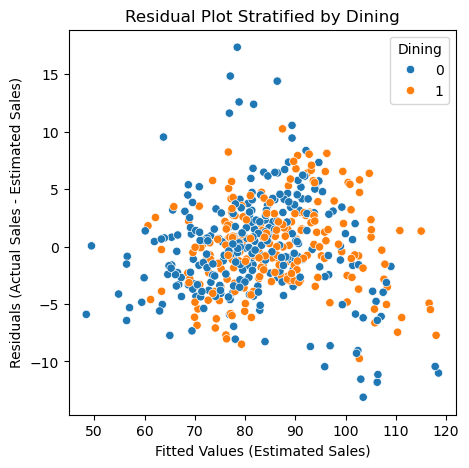 Residual Plot Stratified by Dining
Dining
0
1
Residuals (Actual Sales - Estimated Sales)
15
10
5
0
−5
−10
50 60 70 80 90 100 110 120
Fitted Values (Estimated Sales)